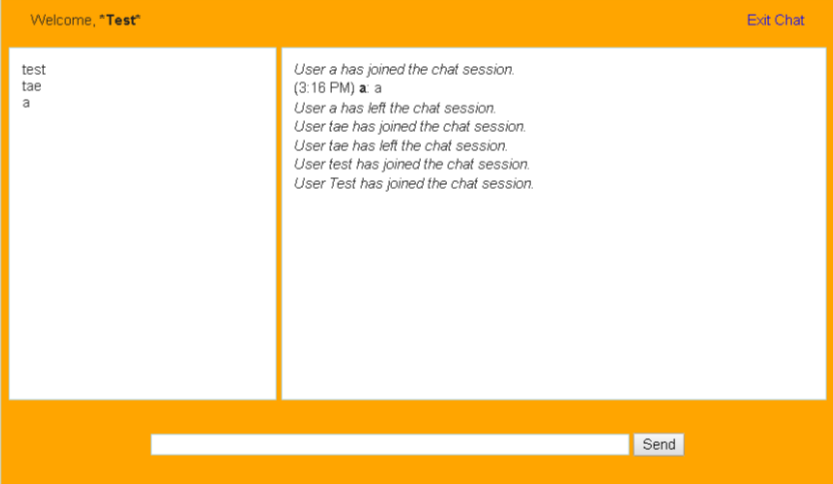 Welcome, *Test*
Exit Chat
test
tae
a
User a has joined the chat session.
(3:16 PM) a: a
User a has left the chat session.
User tae has joined the chat session.
User tae has left the chat session.
User test has joined the chat session.
User Test has joined the chat session.
Send